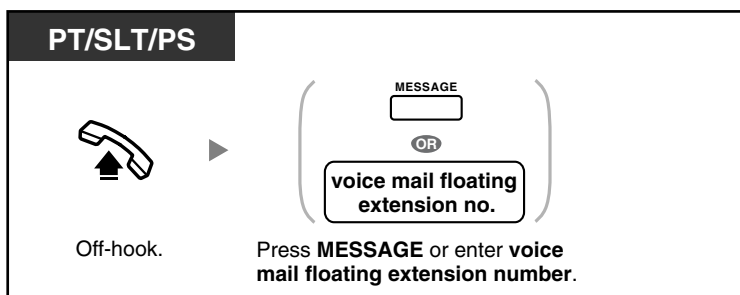 PT/SLT/PS
MESSAGE
OR
voice mail floating
extension no.
Off-hook.
Press MESSAGE or enter voice
mail floating extension number.